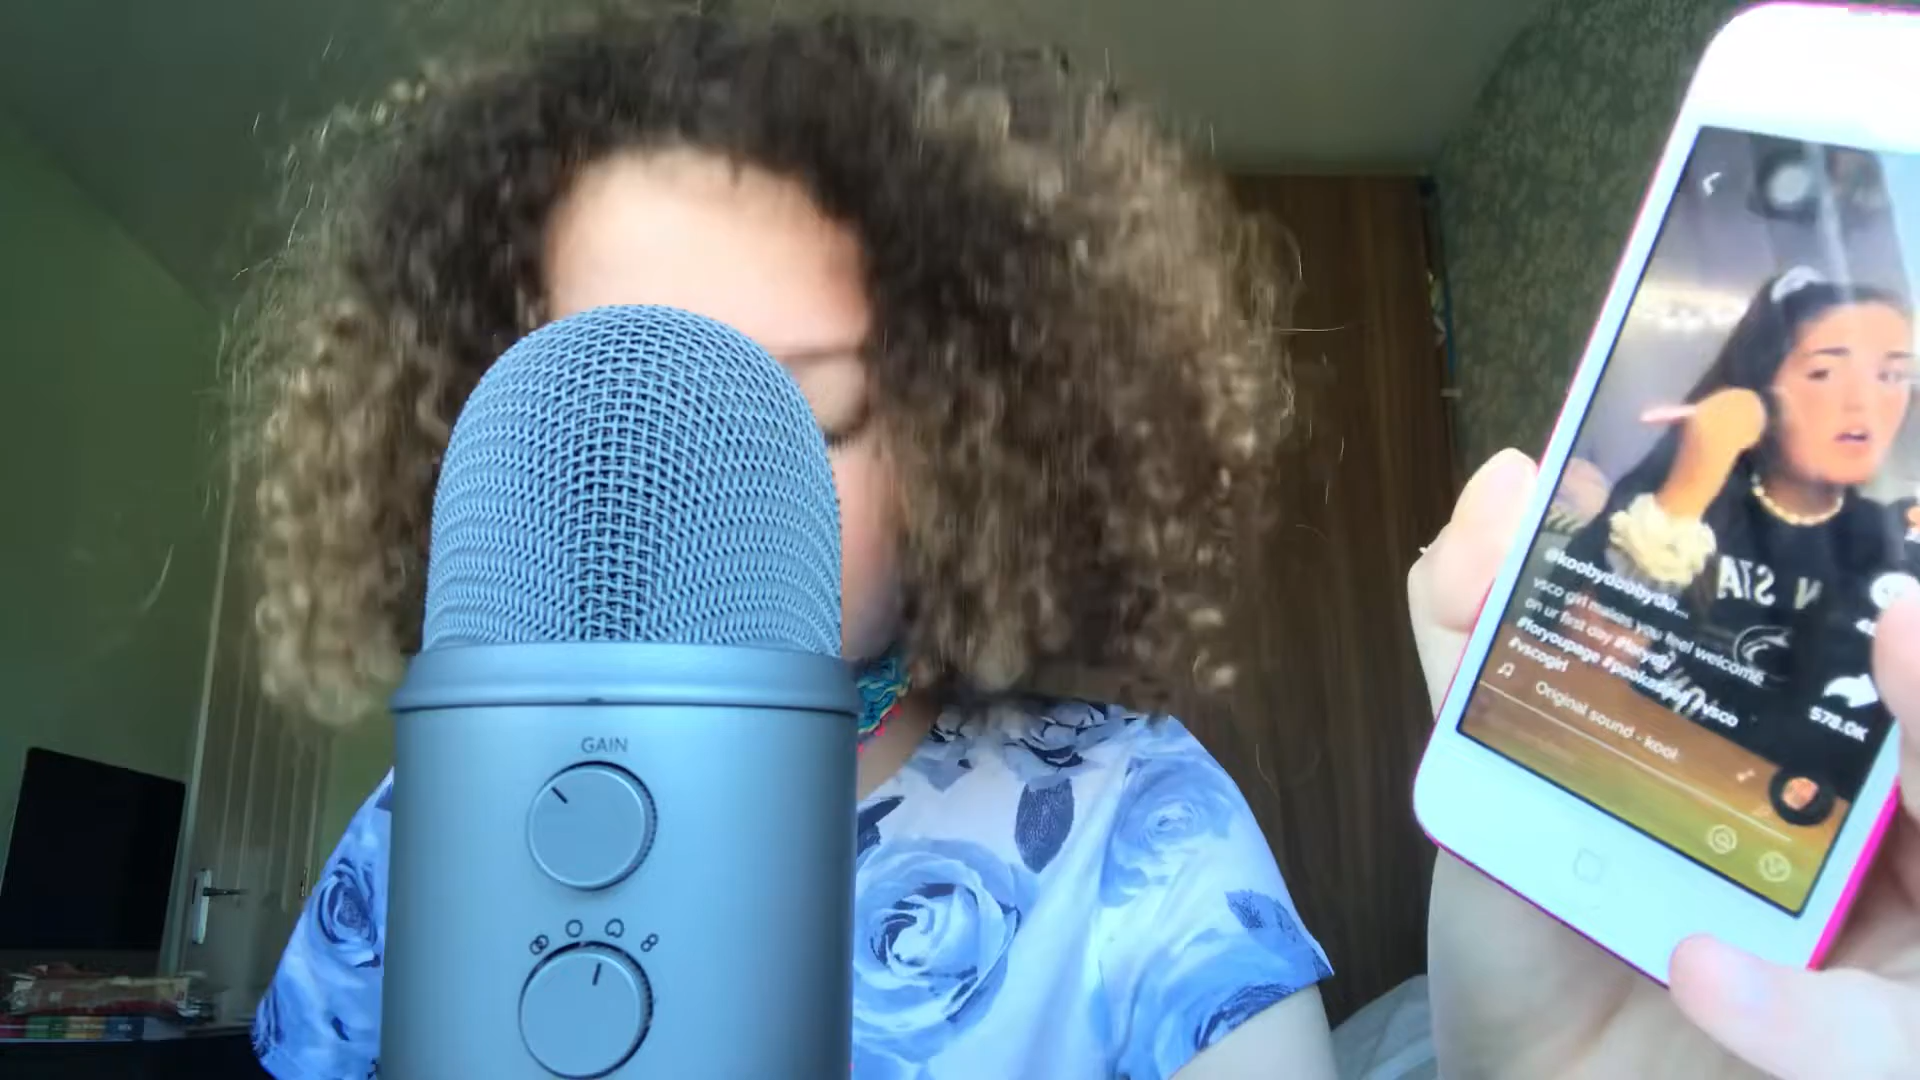 GAIN
@koobydoobydo...
vsco girl makes you feel welcome
on ur first day
#foryoupage
#vsco
#vscogirl
Original sound - kool
578.0K